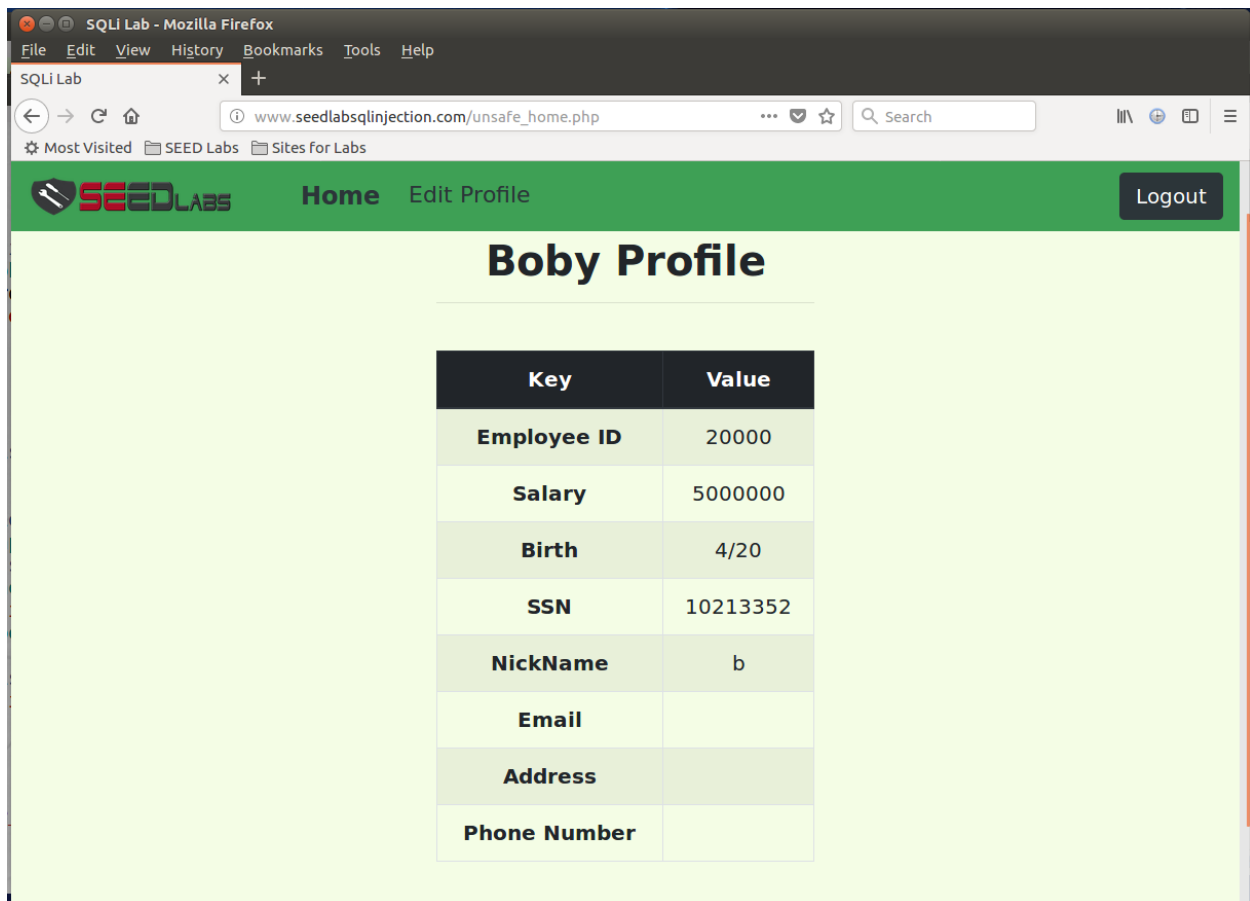 SQLi Lab - Mozilla Firefox
File Edit View History Bookmarks Tools Help
SQLi Lab
www.seedlabsqlinjection.com/unsafe_home.php Search
Most Visited SEED Labs Sites for Labs
SEEDLABS Home Edit Profile Logout
Boby Profile
Key Value
Employee ID 20000
Salary 5000000
Birth 4/20
SSN 10213352
NickName b
Email
Address
Phone Number